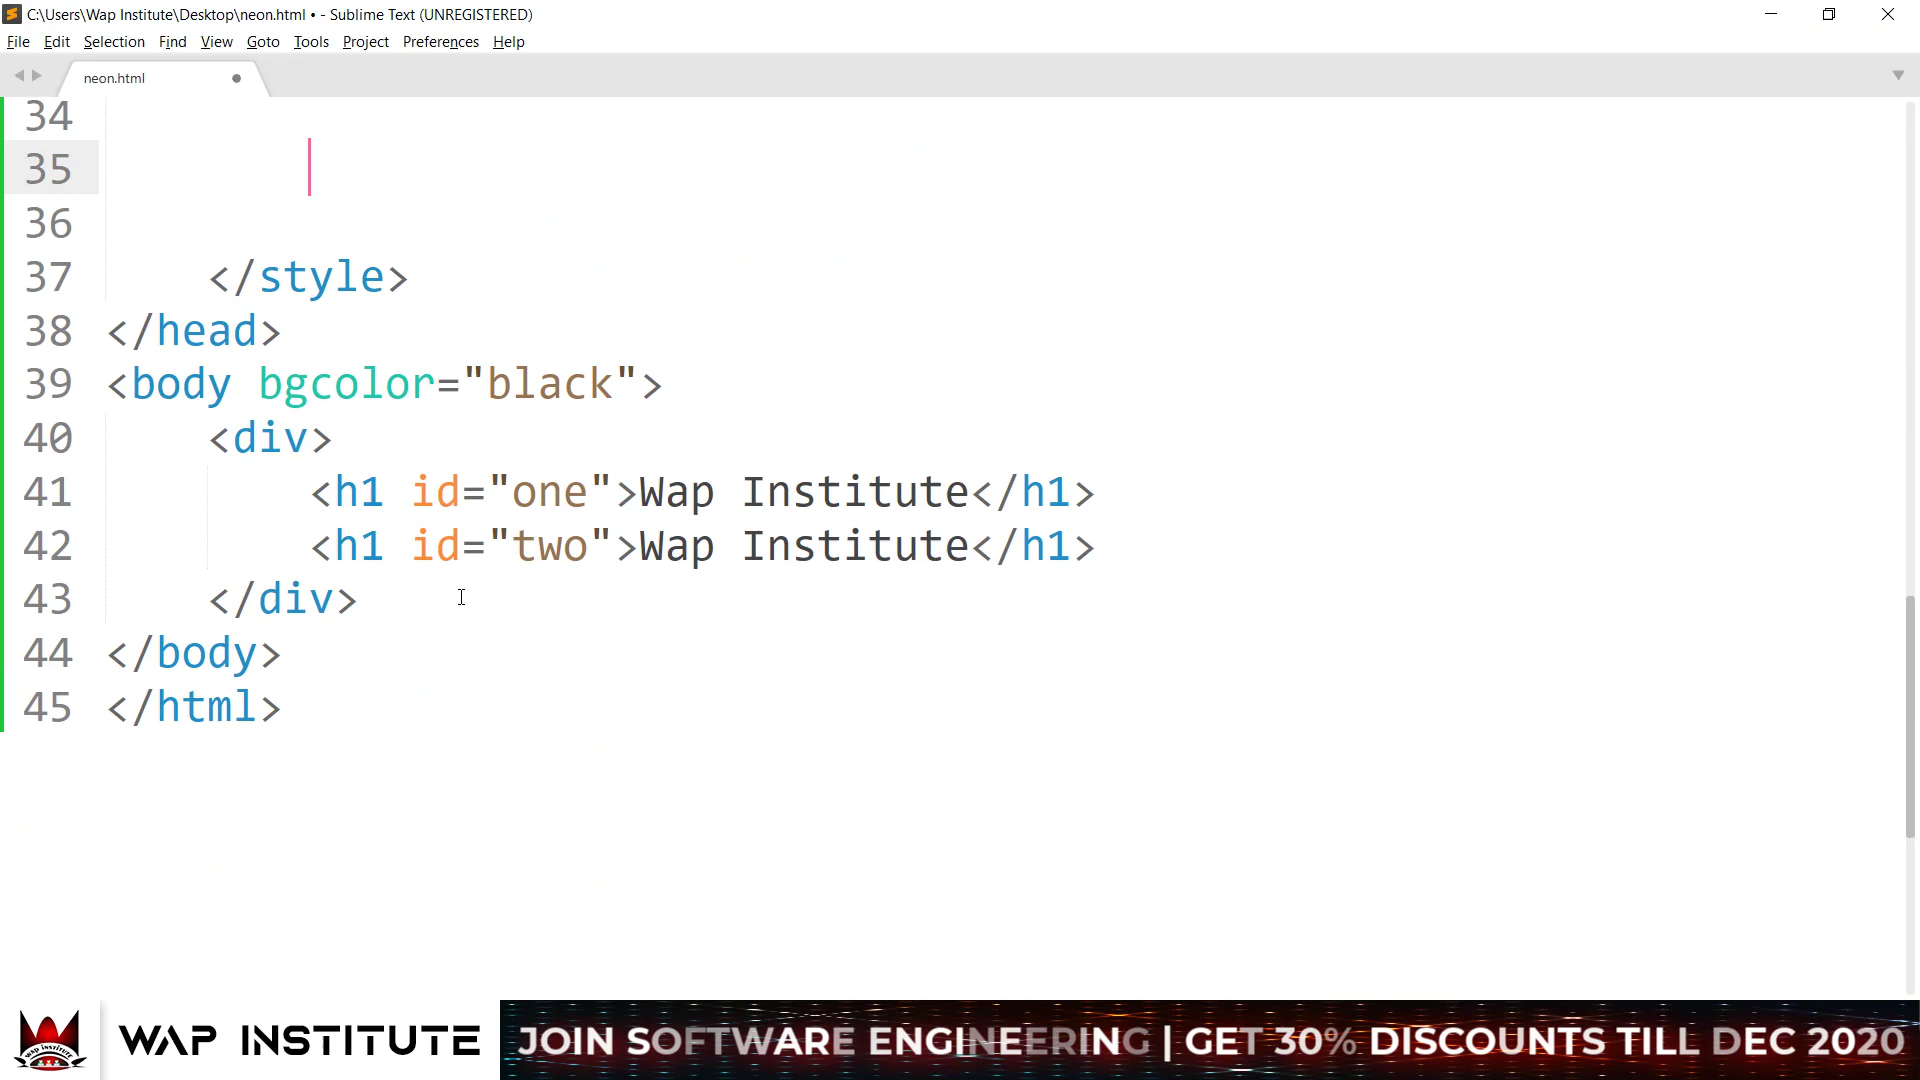 C:\Users\Wap Institute\Desktop\neon.html • - Sublime Text (UNREGISTERED)
File Edit Selection Find View Goto Tools Project Preferences Help
neon.html
34
35
36
37 </style>
38 </head>
39 <body bgcolor="black">
40 <div>
41 <h1 id="one">Wap Institute</h1>
42 <h1 id="two">Wap Institute</h1>
43 </div>
44 </body>
45 </html>
WAP INSTITUTE
WAP INSTITUTE JOIN SOFTWARE ENGINEERING | GET 30% DISCOUNTS TILL DEC 2020